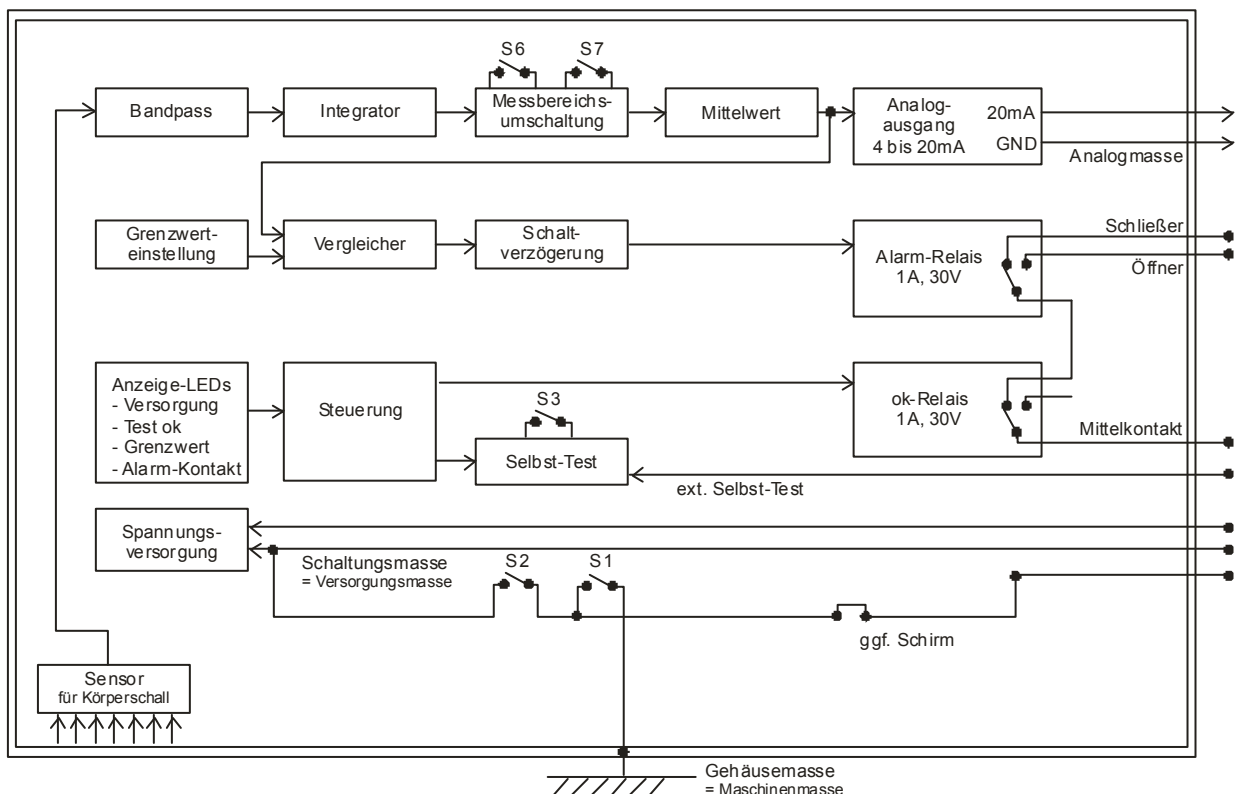 S6
S7
Bandpass
Integrator
Messbereichs-
umschaltung
Mittelwert
Analog-
ausgang
4 bis 20mA
20mA
GND
Analogmasse
Grenzwert-
einstellung
Vergleicher
Schalt-
verzögerung
Alarm-Relais
1A, 30V
Schließer
Öffner
Anzeige-LEDs
- Versorgung
- Test ok
- Grenzwert
- Alarm-Kontakt
Steuerung
S3
Selbst-Test
ok-Relais
1A, 30V
Mittelkontakt
ext. Selbst-Test
Spannungs-
versorgung
Schaltungsmasse
= Versorgungsmasse
S2
S1
ggf. Schirm
Sensor
für Körperschall
Gehäusemasse
= Maschinenmasse